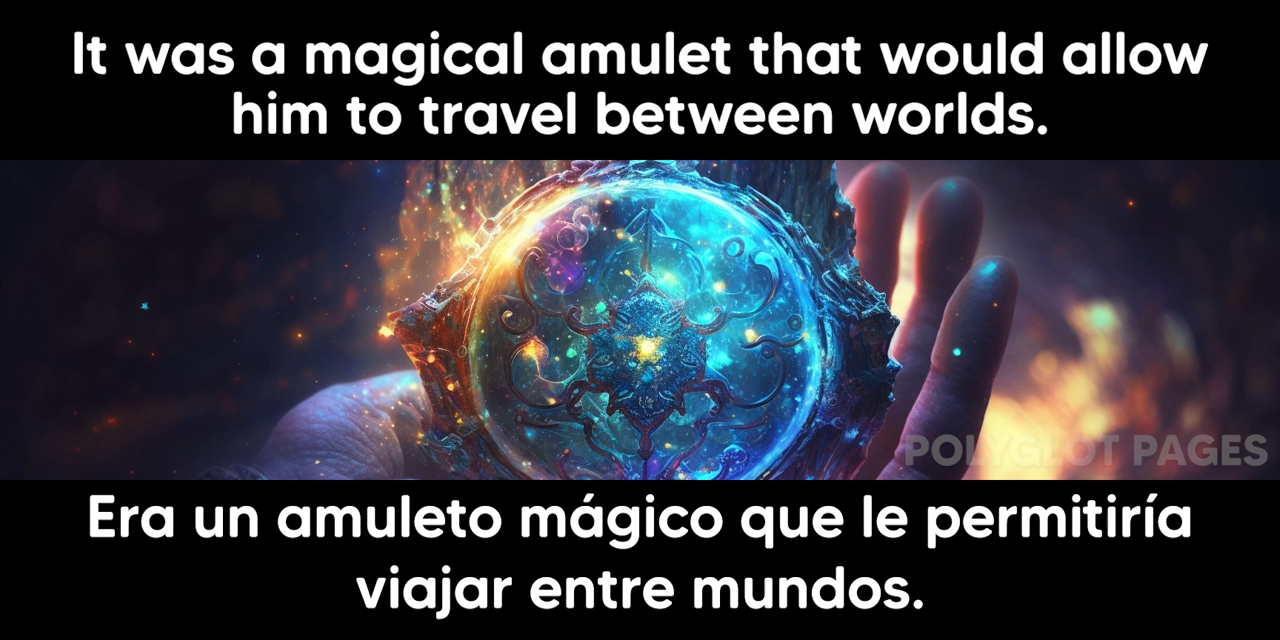 It was a magical amulet that would allow
him to travel between worlds.
POLYGLOT PAGES
Era un amuleto mágico que le permitiría
viajar entre mundos.